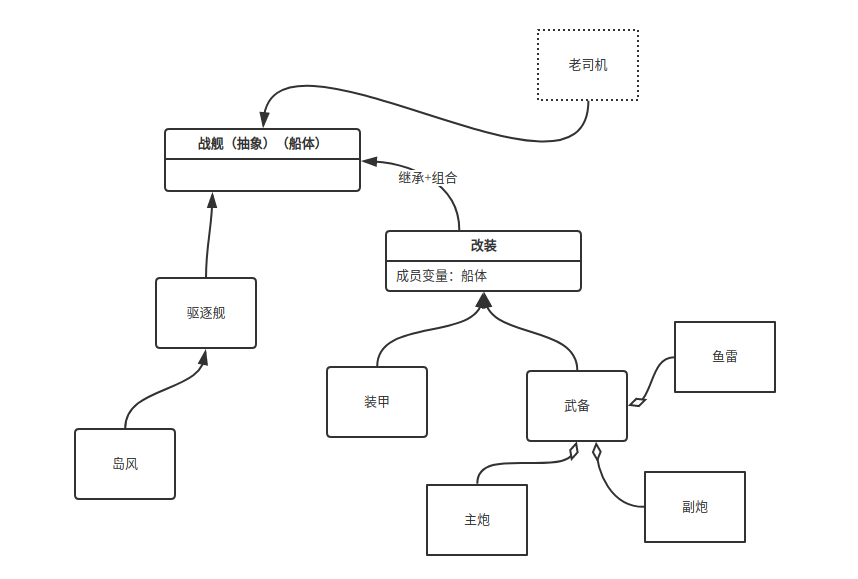 老司机
战舰（抽象）（船体）
继承+组合
改装
成员变量：船体
驱逐舰
鱼雷
装甲
武备
岛风
主炮
副炮